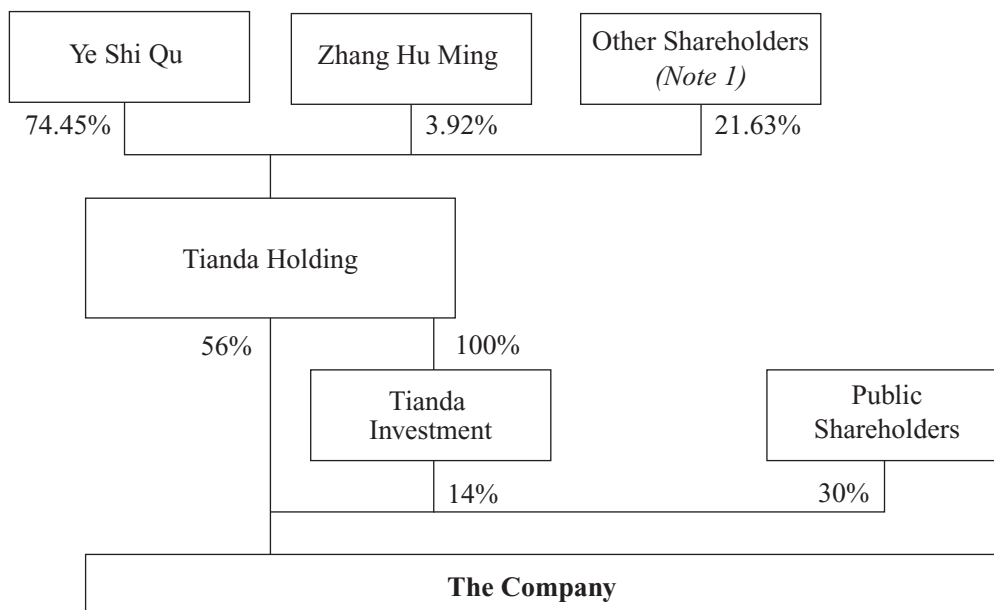 Ye Shi Qu
Zhang Hu Ming
Other Shareholders
(Note 1)
74.45%
3.92%
21.63%
Tianda Holding
56%
100%
Tianda
Investment
Public
Shareholders
14%
30%
The Company